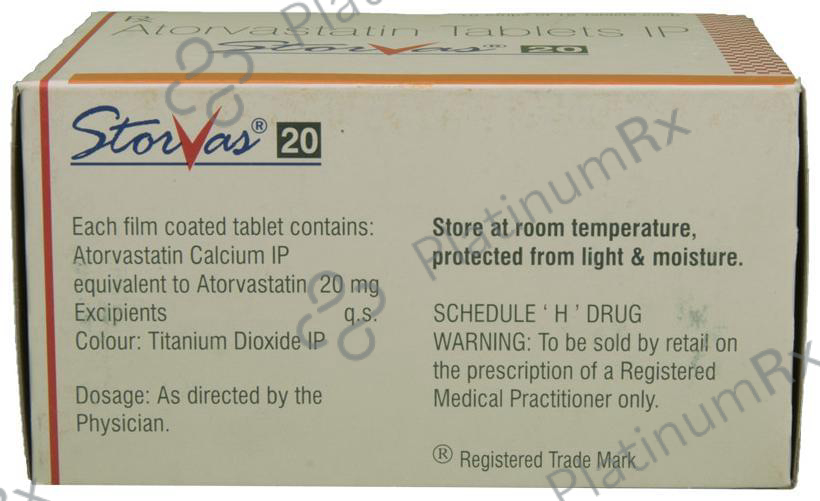 Rx
Atorvastatin Tablets IP
StorVas® 20
StorVas® 20
Each film coated tablet contains:
Atorvastatin Calcium IP
equivalent to Atorvastatin 20 mg
Excipients q.s.
Colour: Titanium Dioxide IP
Dosage: As directed by the
Physician.
Store at room temperature,
protected from light & moisture.
SCHEDULE ' H ' DRUG
WARNING: To be sold by retail on
the prescription of a Registered
Medical Practitioner only.
® Registered Trade Mark
PlatinumRx
PlatinumRx